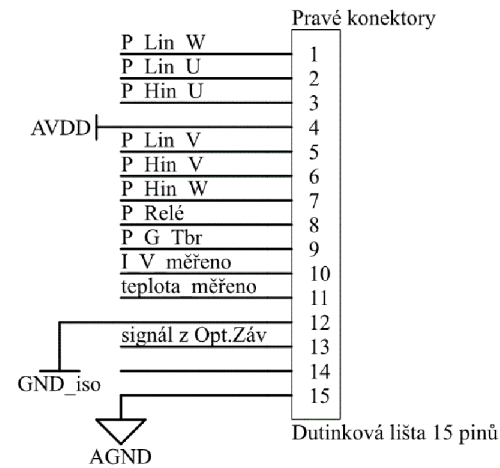 Pravé konektory
P_Lin_W 1
P_Lin_U 2
P_Hin_U 3
AVDD 4
P_Lin_V 5
P_Hin_V 6
P_Hin_W 7
P_Relé 8
P_G_Tbr 9
I_V_měřeno 10
teplota_měřeno 11
12
signál z Opt.Záv 13
GND_iso 14
15
AGND
Dutinková lišta 15 pinů